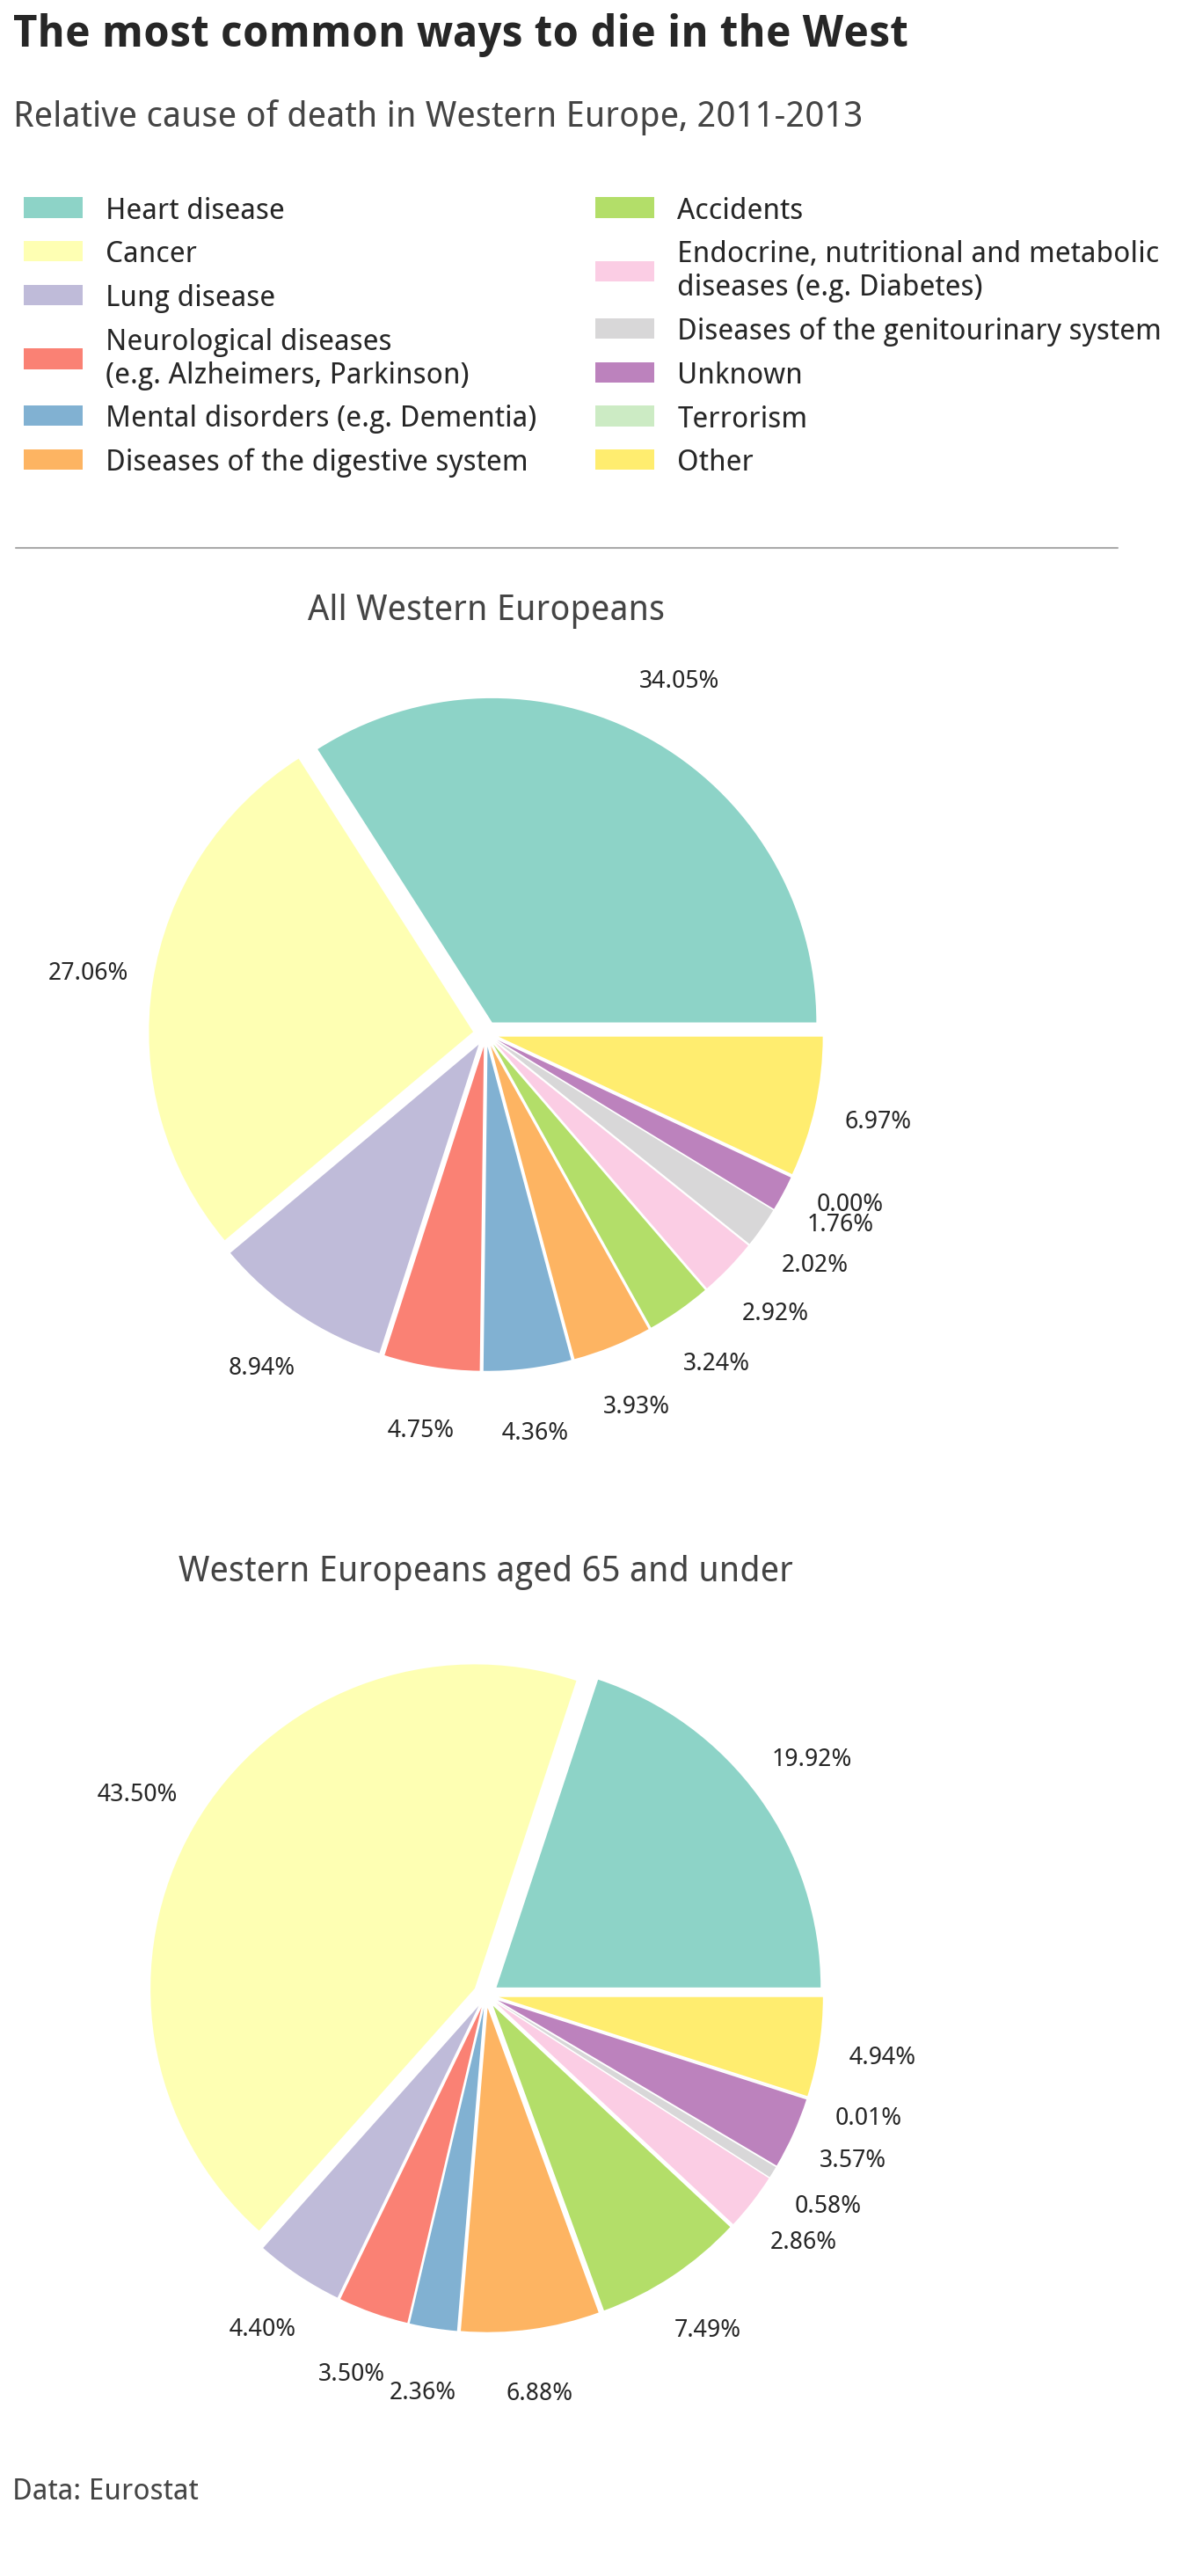 The most common ways to die in the West
Relative cause of death in Western Europe, 2011-2013
Heart disease
Cancer
Lung disease
Neurological diseases
(e.g. Alzheimers, Parkinson)
Mental disorders (e.g. Dementia)
Diseases of the digestive system
Accidents
Endocrine, nutritional and metabolic
diseases (e.g. Diabetes)
Diseases of the genitourinary system
Unknown
Terrorism
Other
All Western Europeans
34.05%
27.06%
6.97%
0.00%
1.76%
2.02%
2.92%
3.24%
8.94%
3.93%
4.75%
4.36%
Western Europeans aged 65 and under
19.92%
43.50%
4.94%
0.01%
3.57%
0.58%
2.86%
4.40%
7.49%
3.50%
2.36%
6.88%
Data: Eurostat